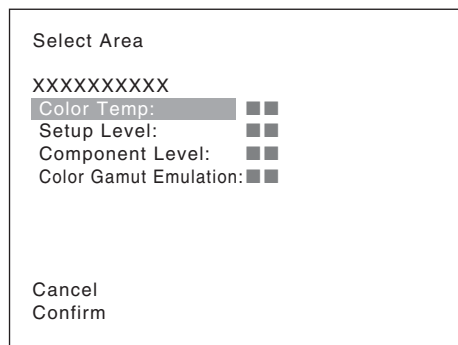 Select Area
XXXXXXXXXX
Color Temp: ■■
Setup Level: ■■
Component Level: ■■
Color Gamut Emulation: ■■
Cancel
Confirm